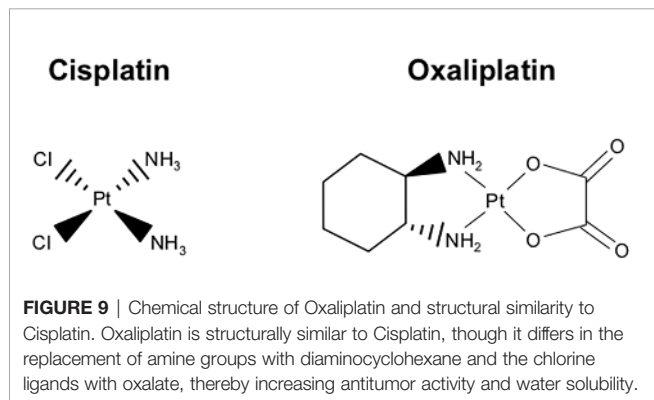 Cisplatin
Oxaliplatin
Cl
NH3
Pt
Cl
NH3
NH2
O
O
Pt
NH2
O
O
FIGURE 9 | Chemical structure of Oxaliplatin and structural similarity to
Cisplatin. Oxaliplatin is structurally similar to Cisplatin, though it differs in the
replacement of amine groups with diaminocyclohexane and the chlorine
ligands with oxalate, thereby increasing antitumor activity and water solubility.